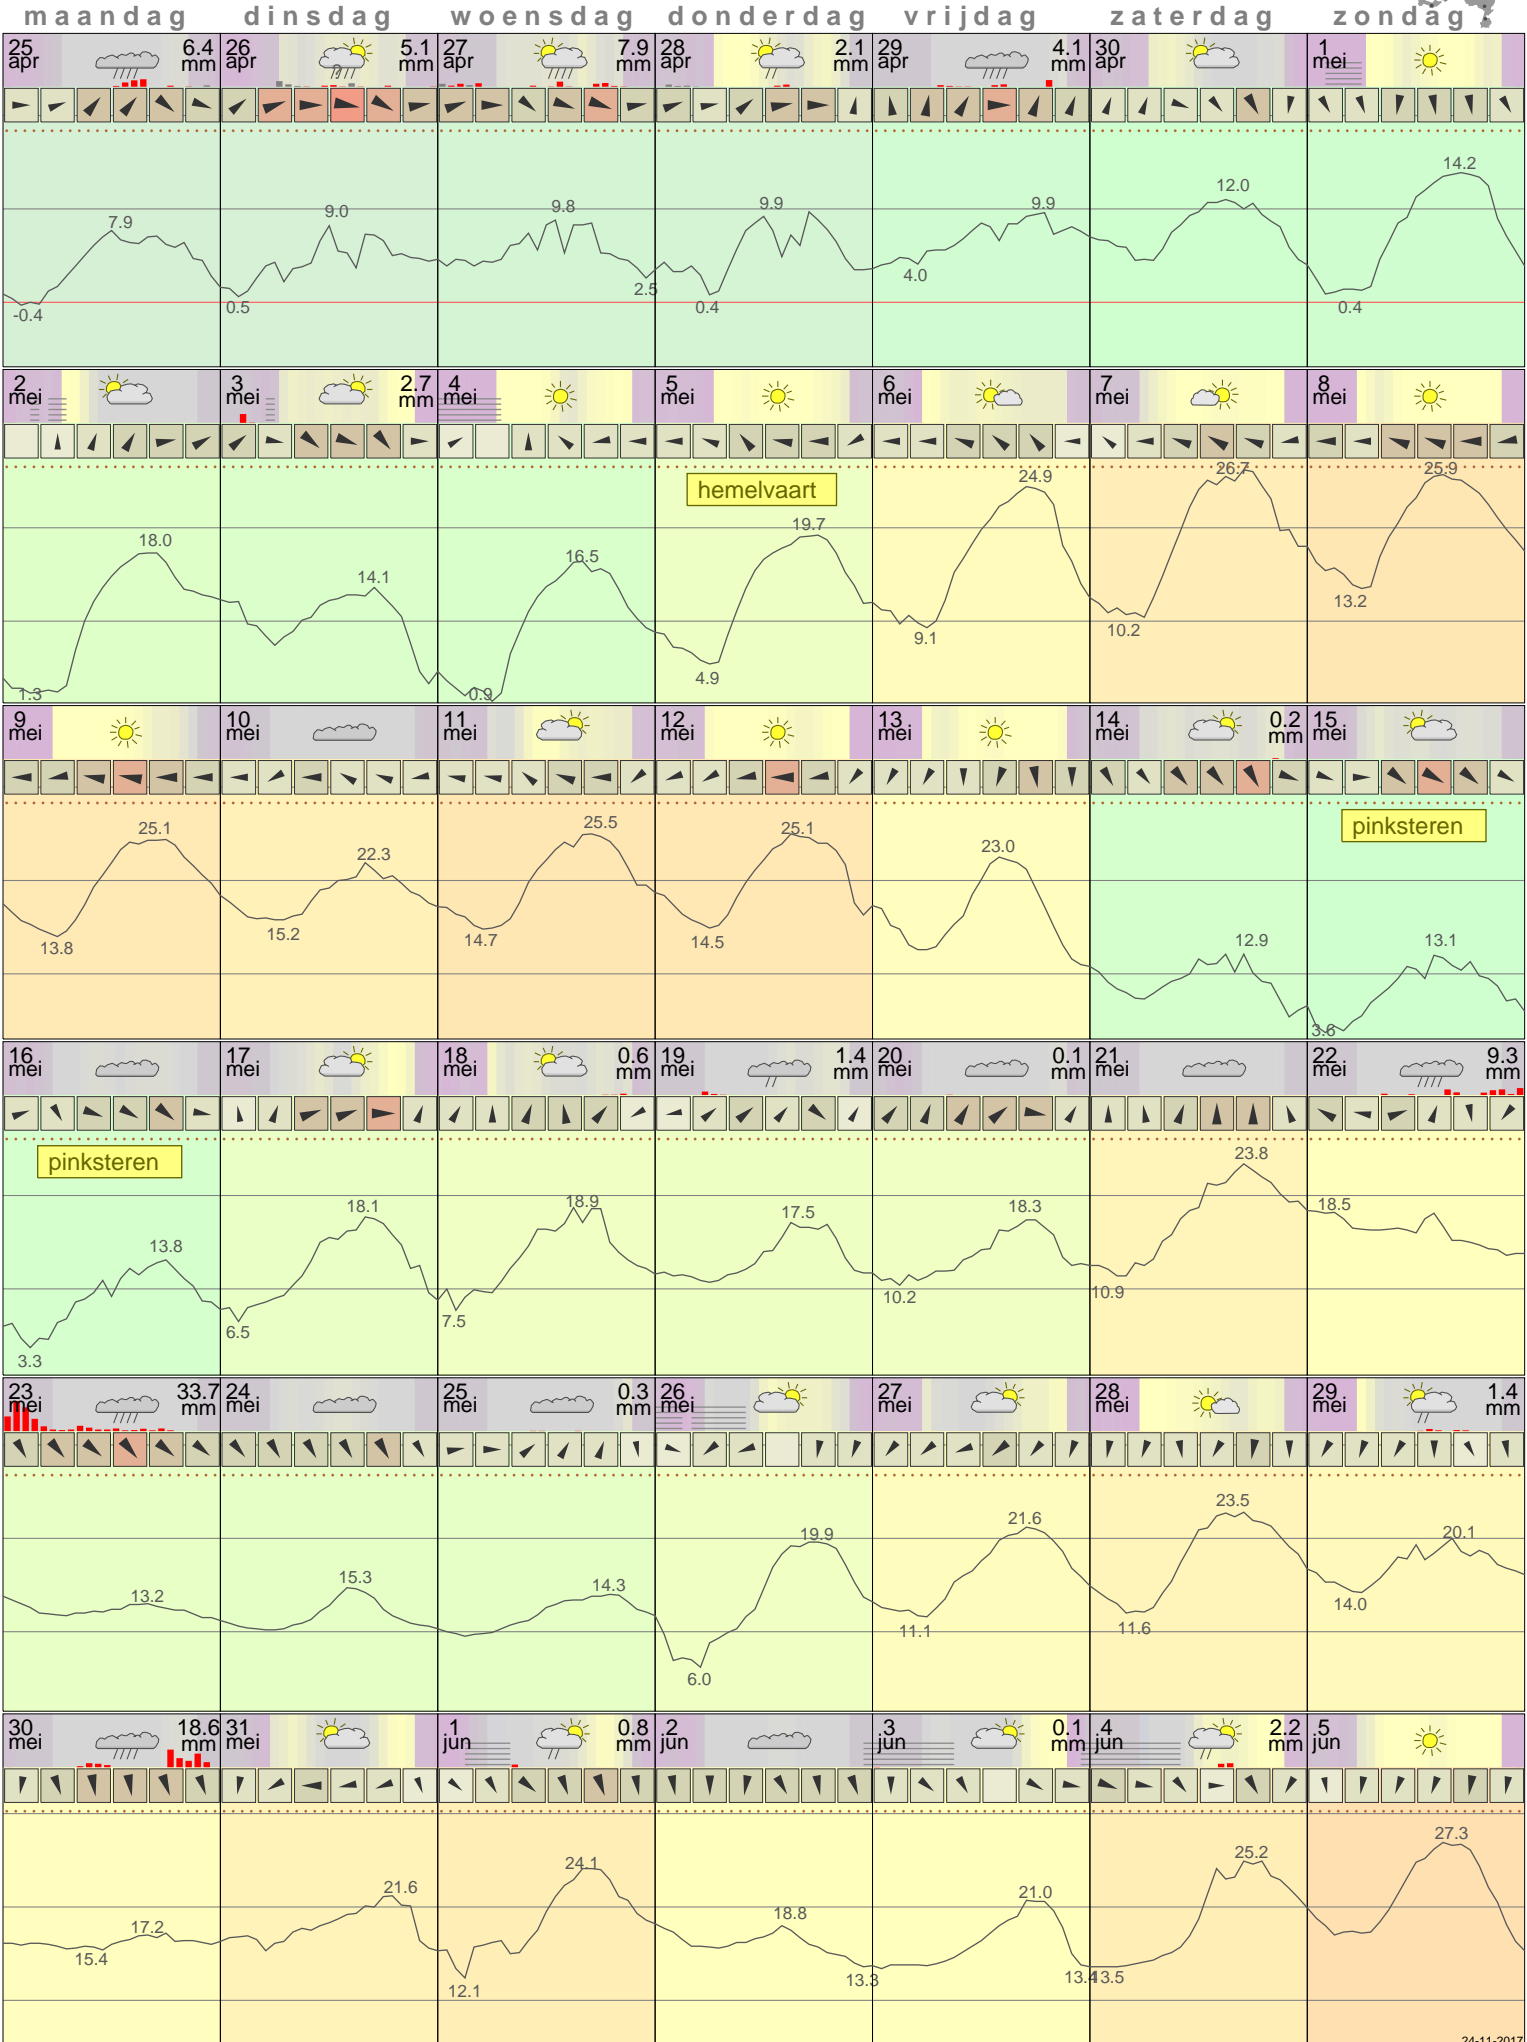 maandag dinsdag woensdag donderdag vrijdag zaterdag zondag
25 apr 6.4 mm 26 apr 5.1 mm 27 apr 7.9 mm 28 apr 2.1 mm 29 apr 4.1 mm 30 apr 1 mei
?
7.9 9.0 9.8 9.9 9.9 12.0 14.2
-0.4 0.5 2.5 0.4 4.0 0.4
2 mei 3 mei 2.7 mm 4 mei 5 mei 6 mei 7 mei 8 mei
hemelvaart
18.0 14.1 16.5 19.7 24.9 26.7 25.9
1.3 0.9 4.9 9.1 10.2 13.2
9 mei 10 mei 11 mei 12 mei 13 mei 14 mei 0.2 mm 15 mei
pinksteren
25.1 22.3 25.5 25.1 23.0 12.9 13.1
13.8 15.2 14.7 14.5 3.6
16 mei 17 mei 18 mei 0.6 mm 19 mei 1.4 mm 20 mei 0.1 mm 21 mei 22 mei 9.3 mm
pinksteren
13.8 18.1 18.9 17.5 18.3 23.8 18.5
3.3 6.5 7.5 10.2 10.9
23 mei 33.7 mm 24 mei 25 mei 0.3 mm 26 mei 27 mei 28 mei 29 mei 1.4 mm
13.2 15.3 14.3 19.9 21.6 23.5 20.1
6.0 11.1 11.6 14.0
30 mei 18.6 mm 31 mei 1 jun 0.8 mm 2 jun 3 jun 0.1 mm 4 jun 2.2 mm 5 jun
17.2 21.6 24.1 18.8 21.0 25.2 27.3
15.4 12.1 13.3 13.4 13.5
24-11-2017